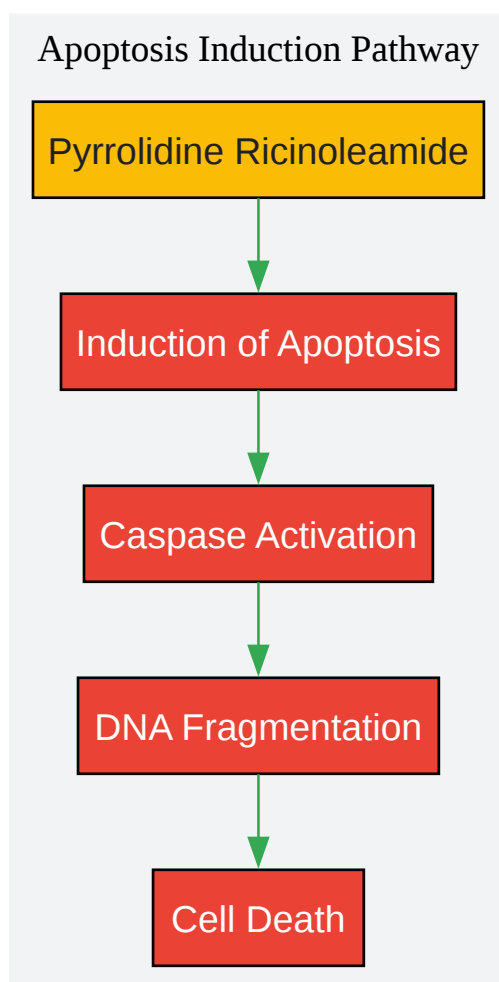 Apoptosis Induction Pathway
Pyrrolidine Ricinoleamide
Induction of Apoptosis
Caspase Activation
DNA Fragmentation
Cell Death